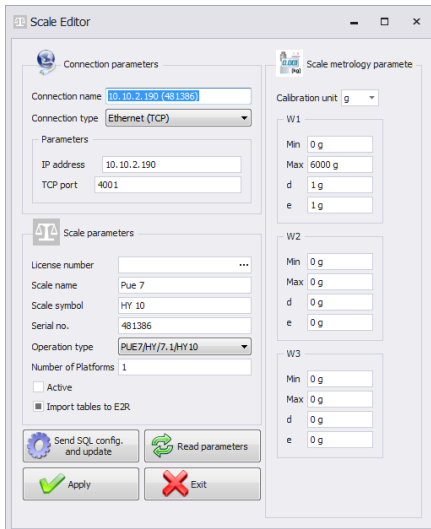 Scale Editor
Connection parameters
Connection name 10.10.2.190 (481386)
Connection type Ethernet (TCP)
Parameters
IP address 10.10.2.190
TCP port 4001
Scale parameters
License number ...
Scale name Pue 7
Scale symbol HY 10
Serial no. 481386
Operation type PUE7/HY/7.1/HY10
Number of Platforms 1
Active
Import tables to E2R
Send SQL config. and update
Read parameters
Apply
Exit
Scale metrology paramete
Calibration unit g
W1
Min 0 g
Max 6000 g
d 1 g
e 1 g
W2
Min 0 g
Max 0 g
d 0 g
e 0 g
W3
Min 0 g
Max 0 g
d 0 g
e 0 g